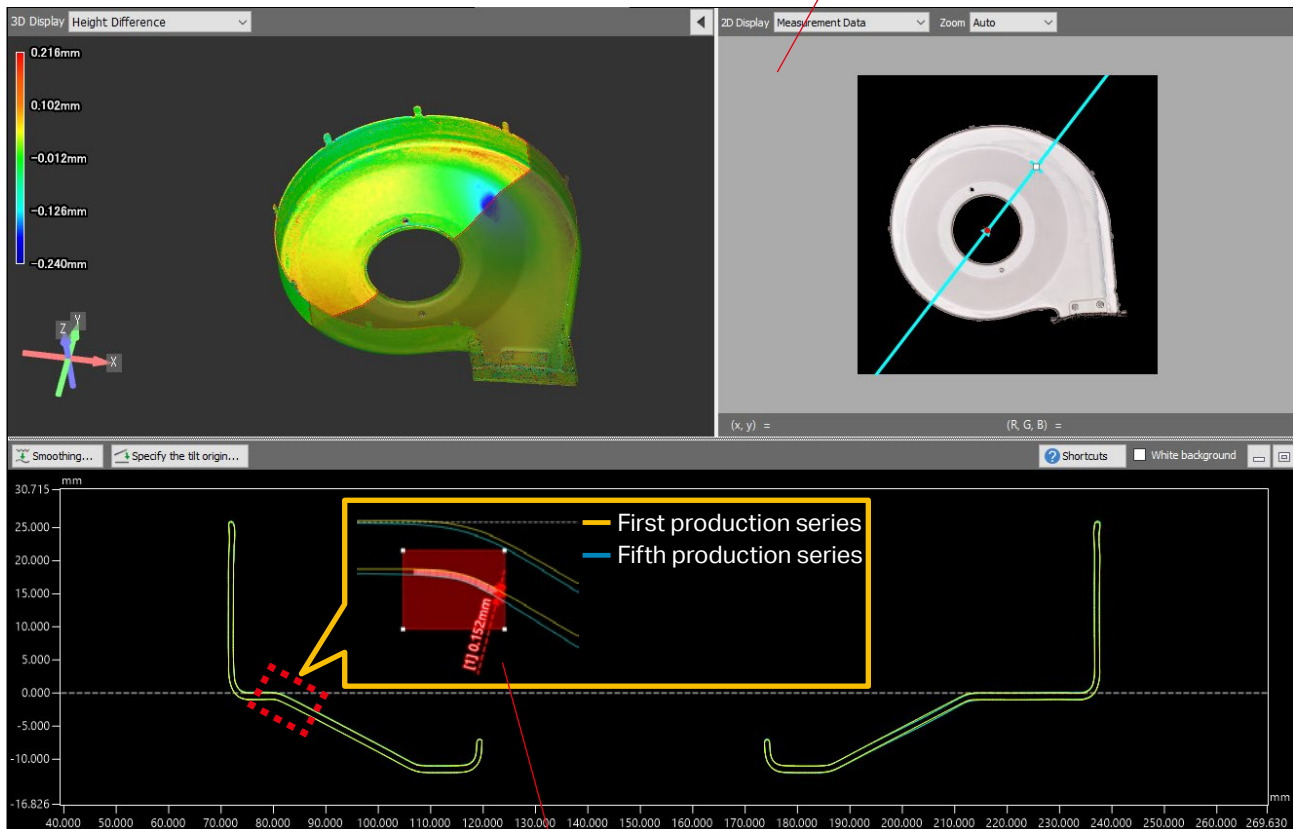 3D Display Height Difference
2D Display Measurement Data Zoom Auto
0.216mm
0.102mm
−0.012mm
−0.126mm
−0.240mm
Z Y
X
(x, y) = (R, G, B) =
Smoothing... Specify the tilt origin... Shortcuts White background
mm
30.715
25.000
20.000
15.000
10.000
5.000
0.000
-5.000
-10.000
-16.826
First production series
Fifth production series
[1] 0.152mm
mm
40.000 50.000 60.000 70.000 80.000 90.000 100.000 110.000 120.000 130.000 140.000 150.000 160.000 170.000 180.000 190.000 200.000 210.000 220.000 230.000 240.000 250.000 260.000 269.630